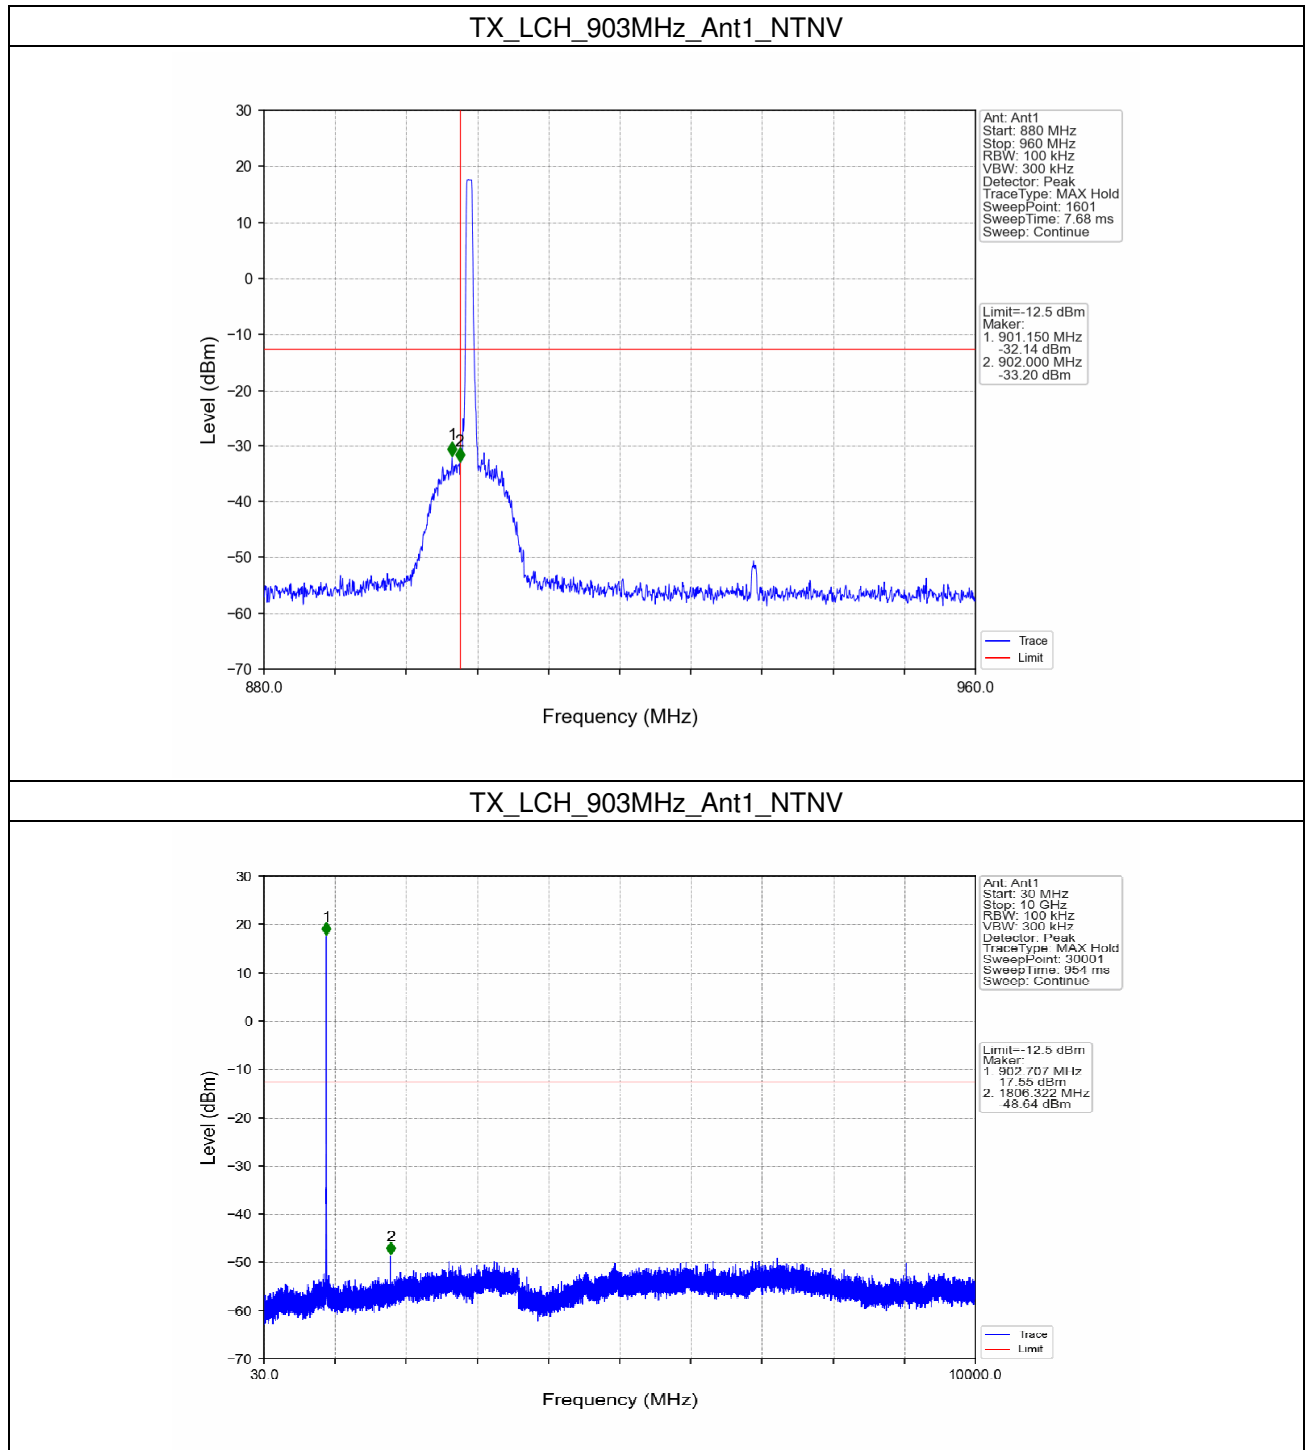 TX_LCH_903MHz_Ant1_NTNV
30
20
10
0
−10
−20
−30
−40
−50
−60
−70
Level (dBm)
1
2
880.0
960.0
Frequency (MHz)
Ant: Ant1
Start: 880 MHz
Stop: 960 MHz
RBW: 100 kHz
VBW: 300 kHz
Detector: Peak
TraceType: MAX Hold
SweepPoint: 1601
SweepTime: 7.68 ms
Sweep: Continue
Limit=-12.5 dBm
Maker:
1. 901.150 MHz
-32.14 dBm
2. 902.000 MHz
-33.20 dBm
Trace
Limit
TX_LCH_903MHz_Ant1_NTNV
30
20
10
0
−10
−20
−30
−40
−50
−60
−70
Level (dBm)
1
2
30.0
10000.0
Frequency (MHz)
Ant: Ant1
Start: 30 MHz
Stop: 10 GHz
RBW: 100 kHz
VBW: 300 kHz
Detector: Peak
TraceType: MAX Hold
SweepPoint: 30001
SweepTime: 954 ms
Sweep: Continue
Limit=-12.5 dBm
Maker:
1. 902.707 MHz
17.55 dBm
2. 1806.322 MHz
-48.64 dBm
Trace
Limit